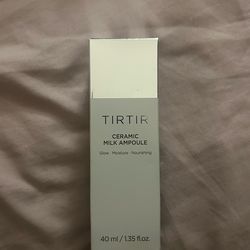 TIRTIR
CERAMIC
MILK AMPOULE
Glow · Moisture · Nourishing
40 ml / 1.35 fl.oz.